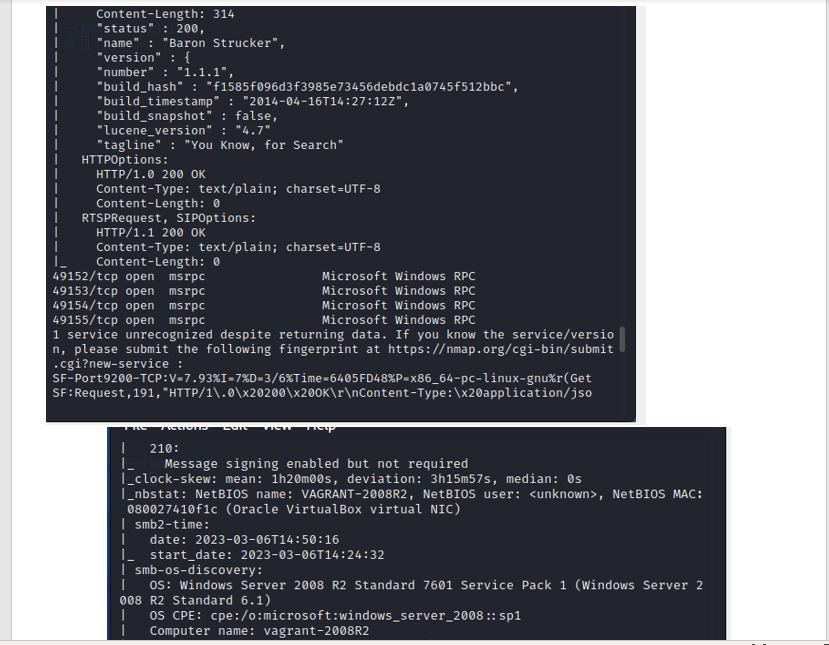 |     Content-Length: 314
|     "status" : 200,
|     "name" : "Baron Strucker",
|     "version" : {
|     "number" : "1.1.1",
|     "build_hash" : "f1585f096d3f3985e73456debdc1a0745f512bbc",
|     "build_timestamp" : "2014-04-16T14:27:12Z",
|     "build_snapshot" : false,
|     "lucene_version" : "4.7"
|     "tagline" : "You Know, for Search"
|   HTTPOptions:
|     HTTP/1.0 200 OK
|     Content-Type: text/plain; charset=UTF-8
|     Content-Length: 0
|   RTSPRequest, SIPOptions:
|     HTTP/1.1 200 OK
|     Content-Type: text/plain; charset=UTF-8
|_    Content-Length: 0
49152/tcp open  msrpc                Microsoft Windows RPC
49153/tcp open  msrpc                Microsoft Windows RPC
49154/tcp open  msrpc                Microsoft Windows RPC
49155/tcp open  msrpc                Microsoft Windows RPC
1 service unrecognized despite returning data. If you know the service/versio
n, please submit the following fingerprint at https://nmap.org/cgi-bin/submit
.cgi?new-service :
SF-Port9200-TCP:V=7.93%I=7%D=3/6%Time=6405FD48%P=x86_64-pc-linux-gnu%r(Get
SF:Request,191,"HTTP/1\.0\x20200\x20OK\r\nContent-Type:\x20application/jso
File Actions Edit View Help
|   210:
|_    Message signing enabled but not required
|_clock-skew: mean: 1h20m00s, deviation: 3h15m57s, median: 0s
|_nbstat: NetBIOS name: VAGRANT-2008R2, NetBIOS user: <unknown>, NetBIOS MAC:
080027410f1c (Oracle VirtualBox virtual NIC)
| smb2-time:
|   date: 2023-03-06T14:50:16
|_  start_date: 2023-03-06T14:24:32
| smb-os-discovery:
|   OS: Windows Server 2008 R2 Standard 7601 Service Pack 1 (Windows Server 2
008 R2 Standard 6.1)
|   OS CPE: cpe:/o:microsoft:windows_server_2008::sp1
|   Computer name: vagrant-2008R2